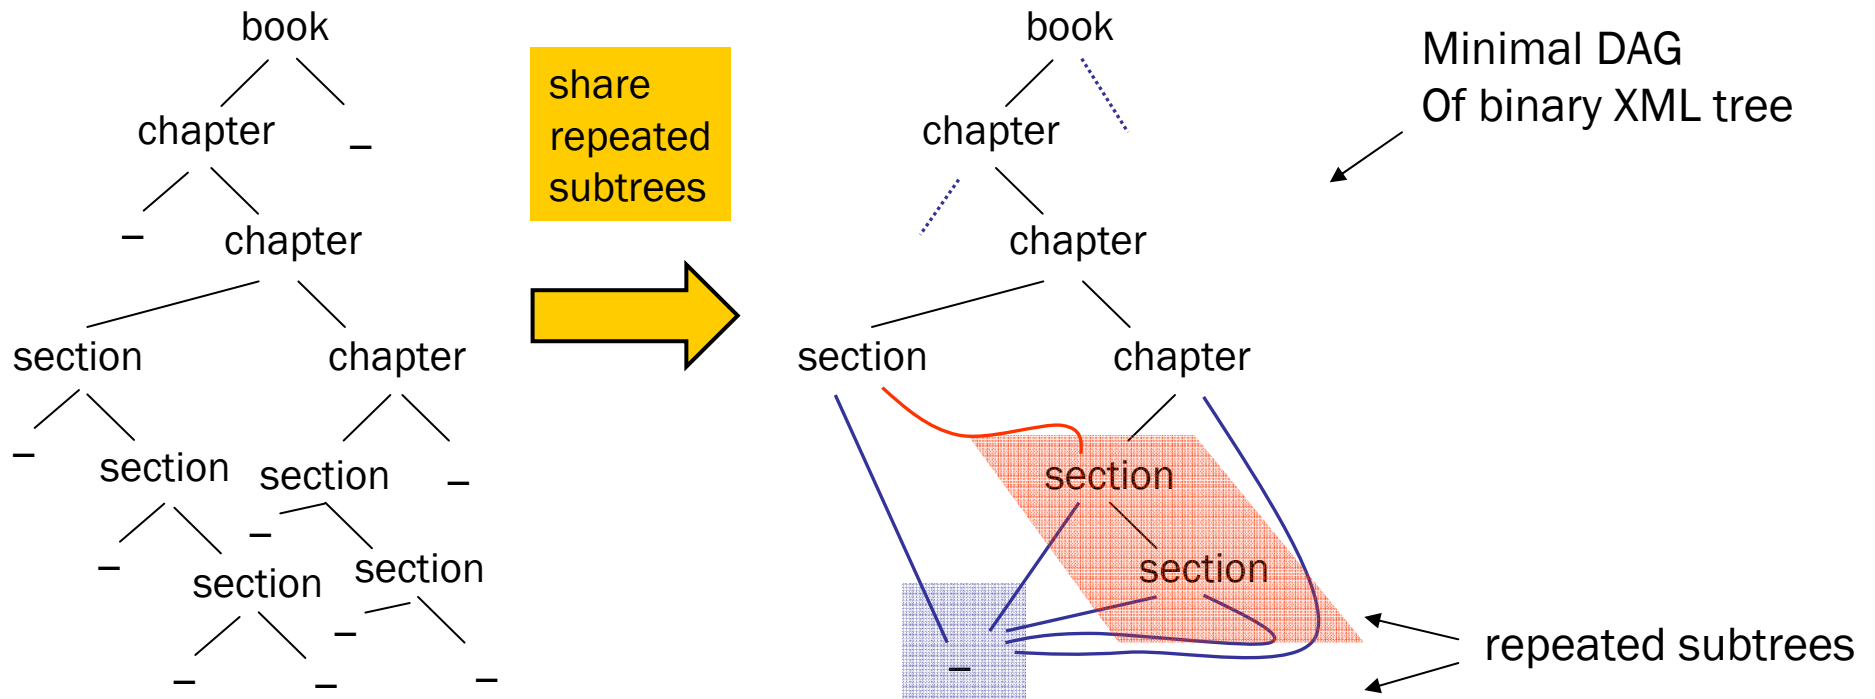 book
chapter
–
–
chapter
section
chapter
–
section
section
–
–
–
section
section
–
–
–
–
share
repeated
subtrees
book
chapter
chapter
section
chapter
section
section
–
Minimal DAG
Of binary XML tree
repeated subtrees